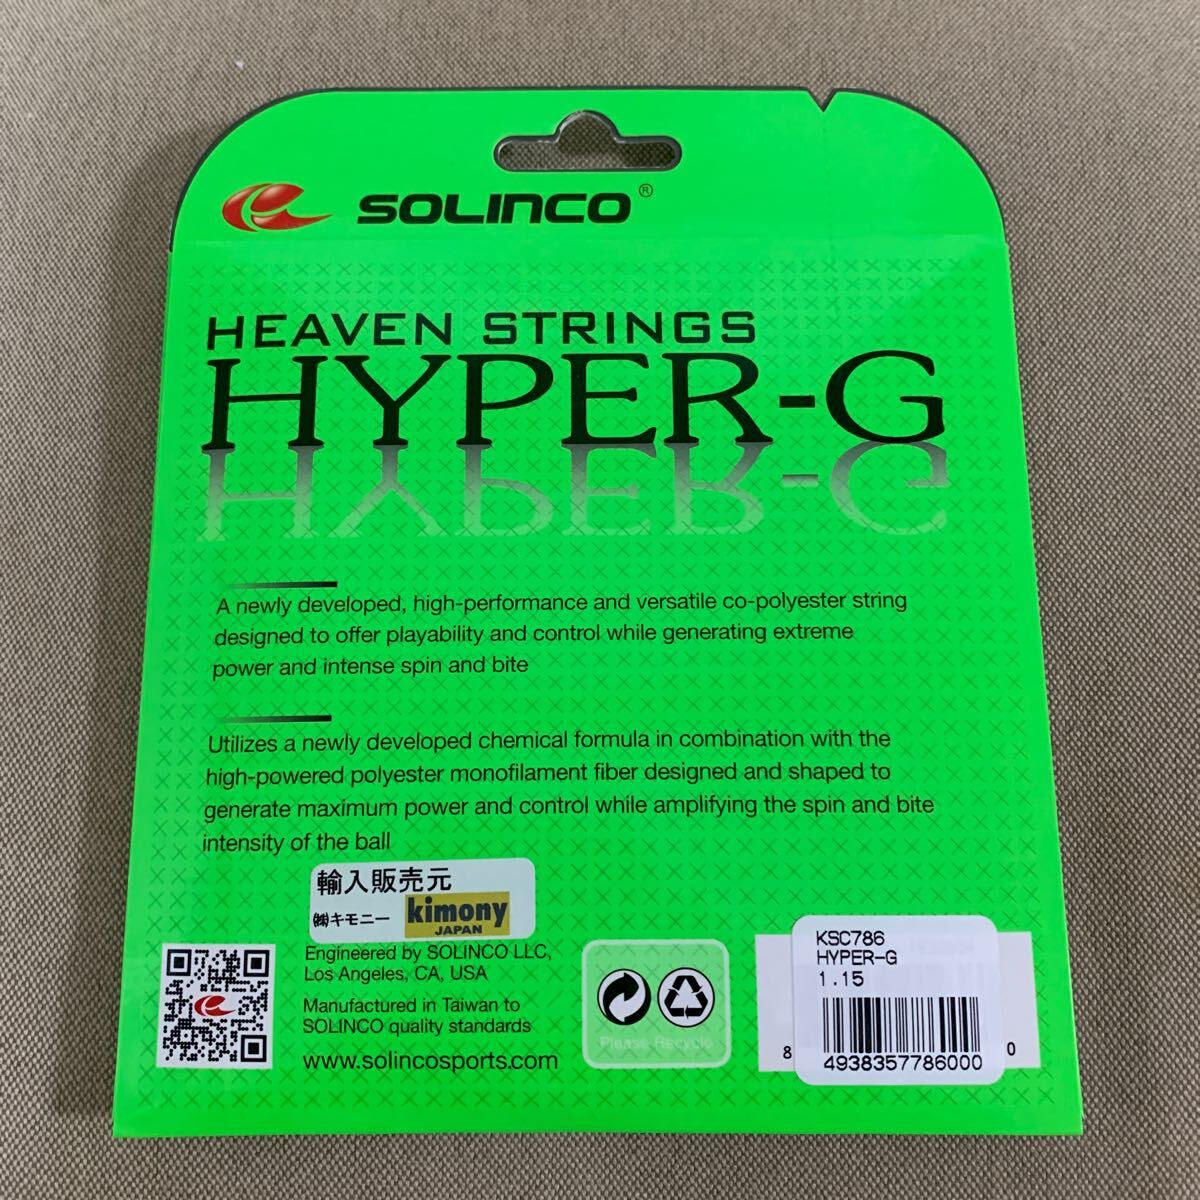 SOLINCO®
HEAVEN STRINGS
HYPER-G
HYPER-G
A newly developed, high-performance and versatile co-polyester string
designed to offer playability and control while generating extreme
power and intense spin and bite
Utilizes a newly developed chemical formula in combination with the
high-powered polyester monofilament fiber designed and shaped to
generate maximum power and control while amplifying the spin and bite
intensity of the ball
輸入販売元
㈱キモニー
kimony
JAPAN
Engineered by SOLINCO LLC,
Los Angeles, CA, USA
Manufactured in Taiwan to
SOLINCO quality standards
www.solincosports.com
Please Recycle
KSC786
HYPER-G
1.15
8
4938357786000
0